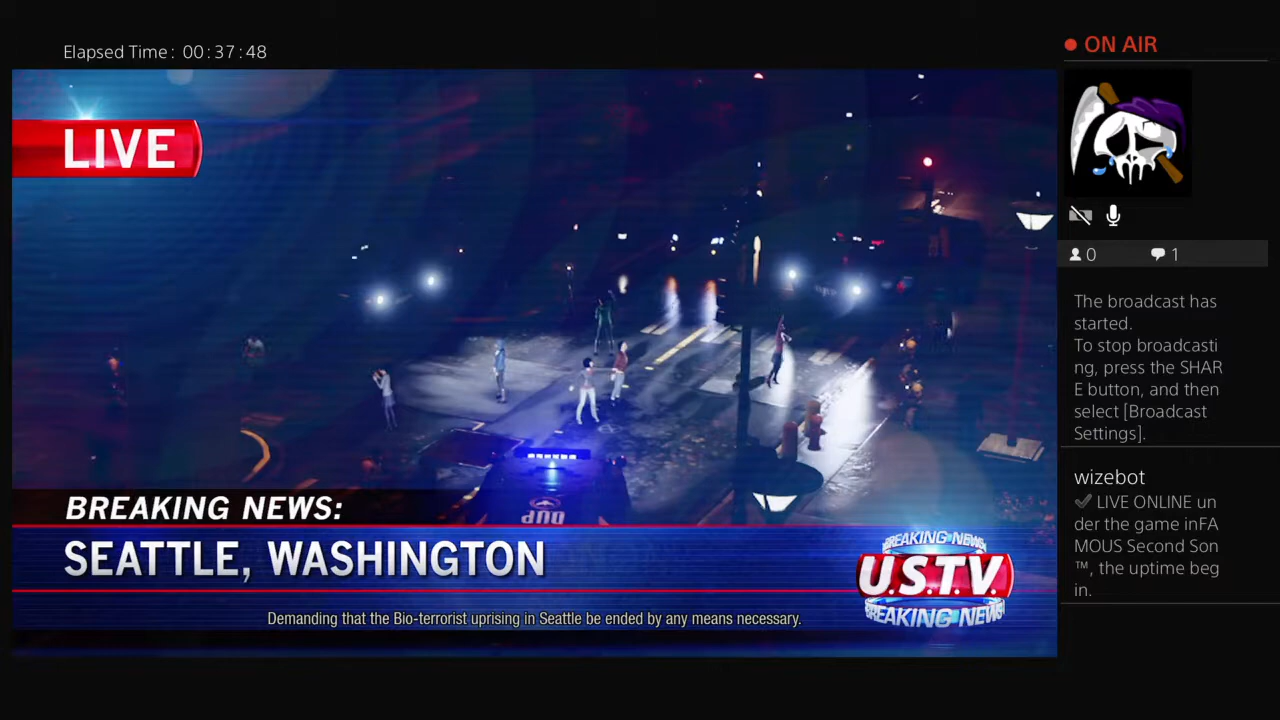 Elapsed Time: 00:37:48
ON AIR
LIVE
0
1
The broadcast has
started.
To stop broadcasti
ng, press the SHAR
E button, and then
select [Broadcast
Settings].
wizebot
✔ LIVE ONLINE un
der the game inFA
MOUS Second Son
™, the uptime beg
in.
DUP
BREAKING NEWS:
SEATTLE, WASHINGTON
BREAKING NEWS
U.S.T.V.
BREAKING NEWS
Demanding that the Bio-terrorist uprising in Seattle be ended by any means necessary.